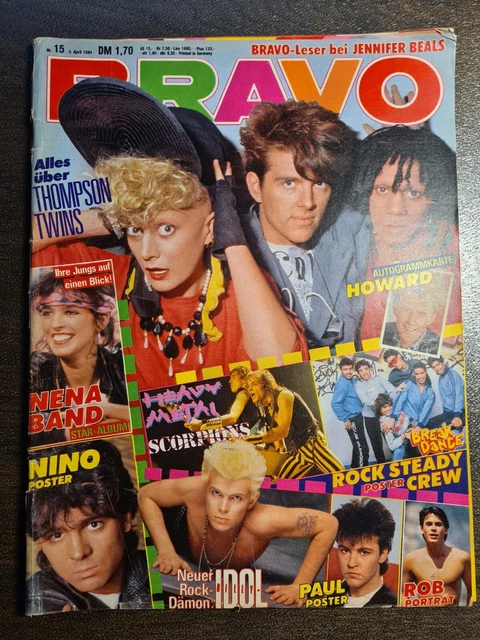 Nr. 15 5. April 1984 DM 1,70
BRAVO-Leser bei JENNIFER BEALS
BRAVO
Alles
über
THOMPSON
TWINS
AUTOGRAMMKARTE
HOWARD
Ihre Jungs auf
einen Blick!
NENA
BAND
STAR-ALBUM
HEAVY
METAL
SCORPIONS
BREAK
DANCE
ROCK STEADY
POSTER CREW
NINO
POSTER
Neuer
Rock-
Dämon:
BILLY
IDOL
PAUL
POSTER
ROB
PORTRÄT